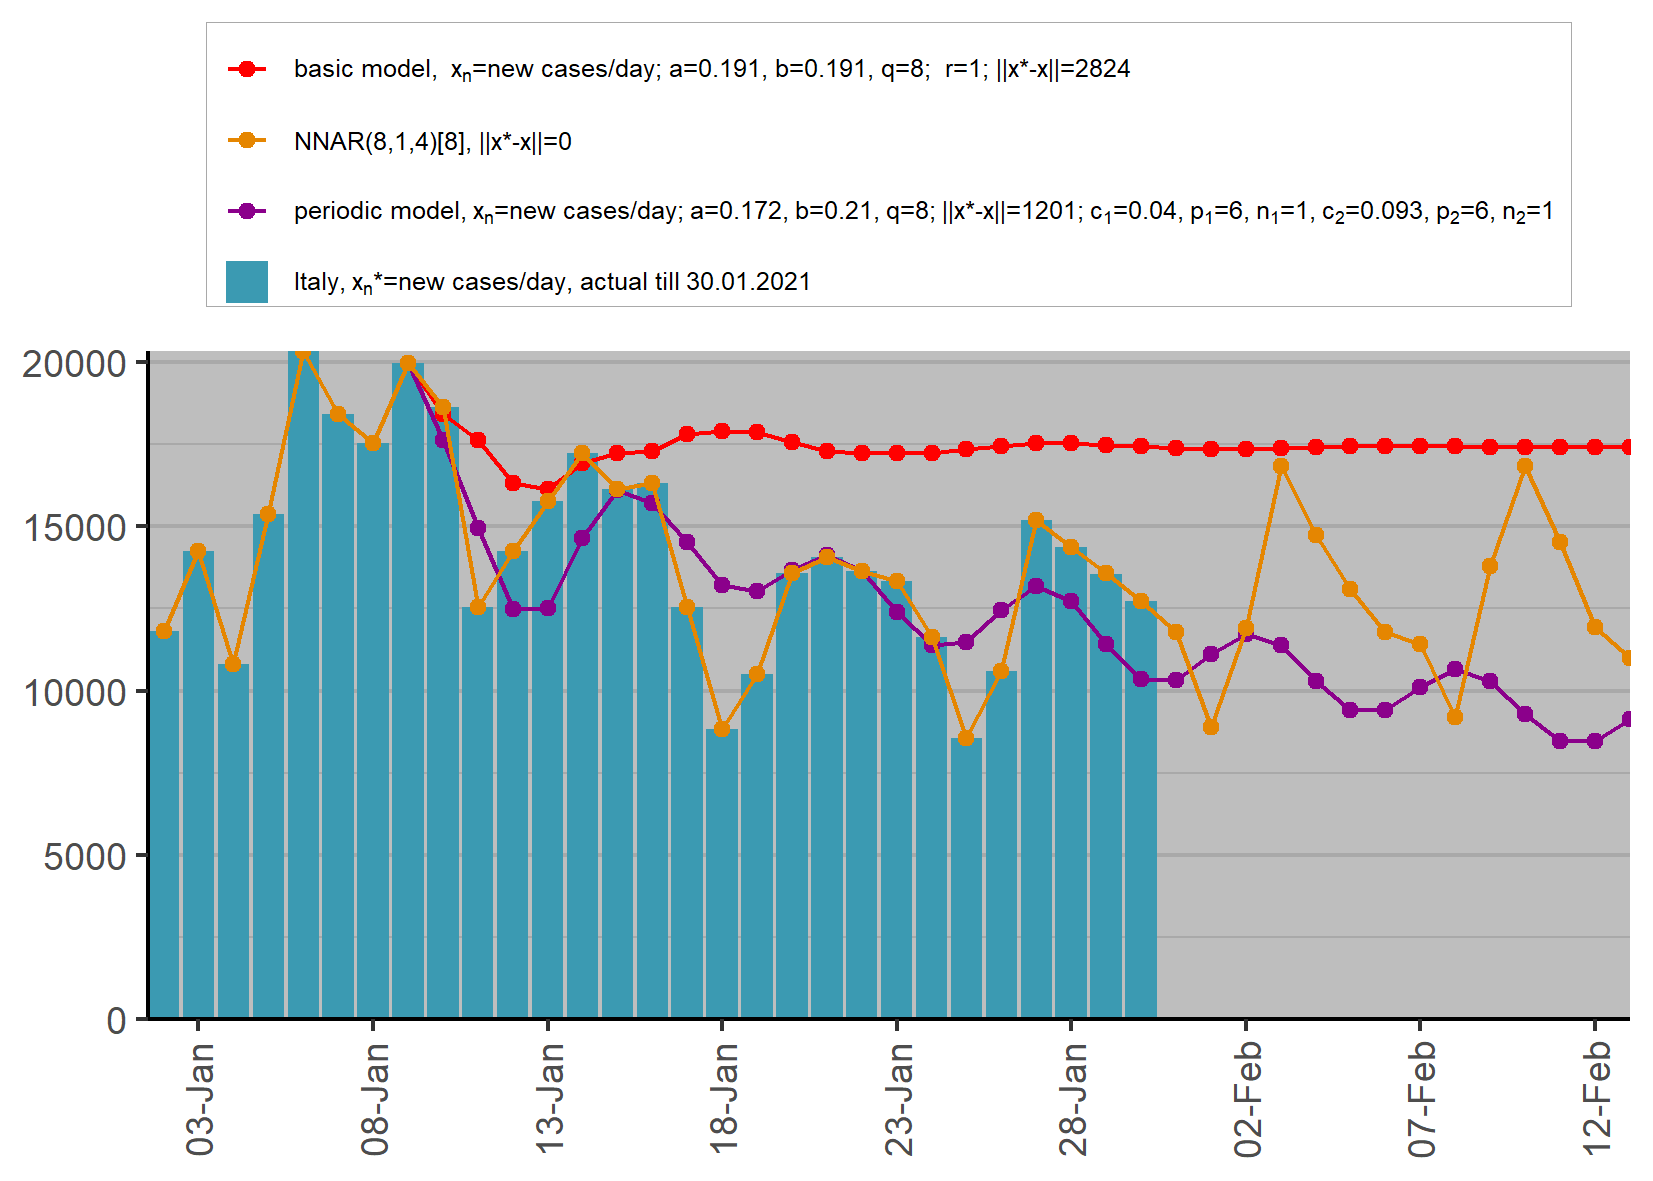 basic model,  xn=new cases/day; a=0.191, b=0.191, q=8;  r=1; ||x*-x||=2824
NNAR(8,1,4)[8], ||x*-x||=0
periodic model, xn=new cases/day; a=0.172, b=0.21, q=8; ||x*-x||=1201; c1=0.04, p1=6, n1=1, c2=0.093, p2=6, n2=1
Italy, xn*=new cases/day, actual till 30.01.2021
20000
15000
10000
5000
0
03-Jan
08-Jan
13-Jan
18-Jan
23-Jan
28-Jan
02-Feb
07-Feb
12-Feb